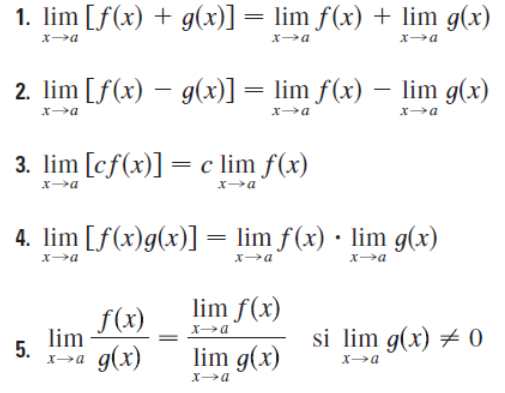 1. lim x→a [f(x) + g(x)] = lim x→a f(x) + lim x→a g(x)
2. lim x→a [f(x) − g(x)] = lim x→a f(x) − lim x→a g(x)
3. lim x→a [cf(x)] = c lim x→a f(x)
4. lim x→a [f(x)g(x)] = lim x→a f(x) · lim x→a g(x)
5. lim x→a f(x)/g(x) = lim x→a f(x) / lim x→a g(x) si lim x→a g(x) ≠ 0